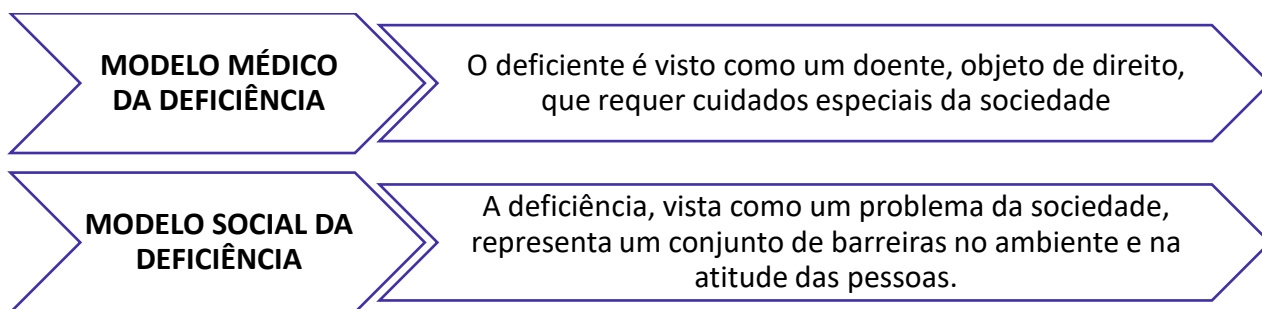 MODELO MÉDICO
DA DEFICIÊNCIA
O deficiente é visto como um doente, objeto de direito,
que requer cuidados especiais da sociedade
MODELO SOCIAL DA
DEFICIÊNCIA
A deficiência, vista como um problema da sociedade,
representa um conjunto de barreiras no ambiente e na
atitude das pessoas.